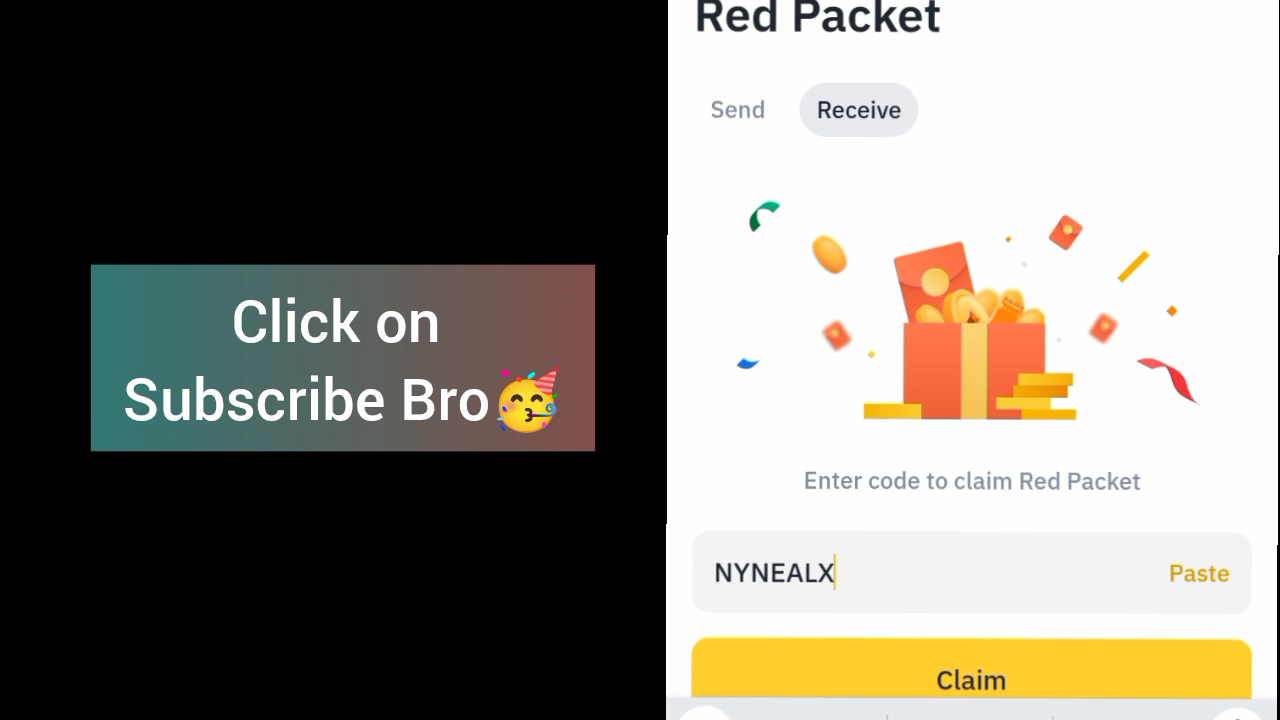 Click on
Subscribe Bro🥳
Red Packet
Send
Receive
Enter code to claim Red Packet
NYNEALX
Paste
Claim